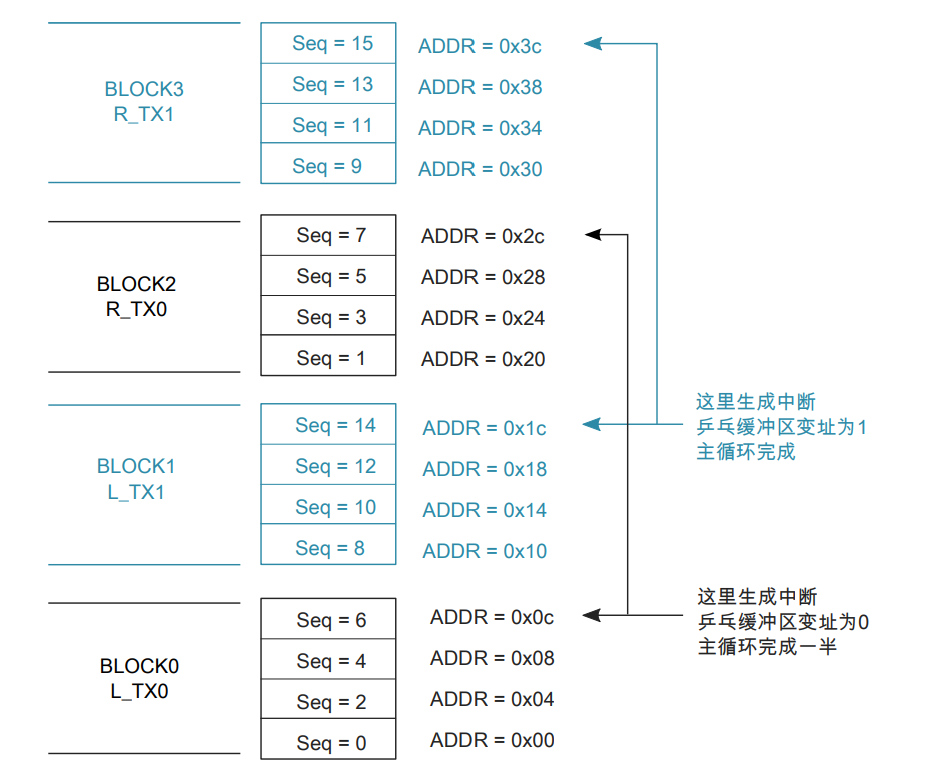 BLOCK3
R_TX1
Seq = 15 ADDR = 0x3c
Seq = 13 ADDR = 0x38
Seq = 11 ADDR = 0x34
Seq = 9 ADDR = 0x30
BLOCK2
R_TX0
Seq = 7 ADDR = 0x2c
Seq = 5 ADDR = 0x28
Seq = 3 ADDR = 0x24
Seq = 1 ADDR = 0x20
BLOCK1
L_TX1
Seq = 14 ADDR = 0x1c
Seq = 12 ADDR = 0x18
Seq = 10 ADDR = 0x14
Seq = 8 ADDR = 0x10
这里生成中断
乒乓缓冲区变址为1
主循环完成
BLOCK0
L_TX0
Seq = 6 ADDR = 0x0c
Seq = 4 ADDR = 0x08
Seq = 2 ADDR = 0x04
Seq = 0 ADDR = 0x00
这里生成中断
乒乓缓冲区变址为0
主循环完成一半